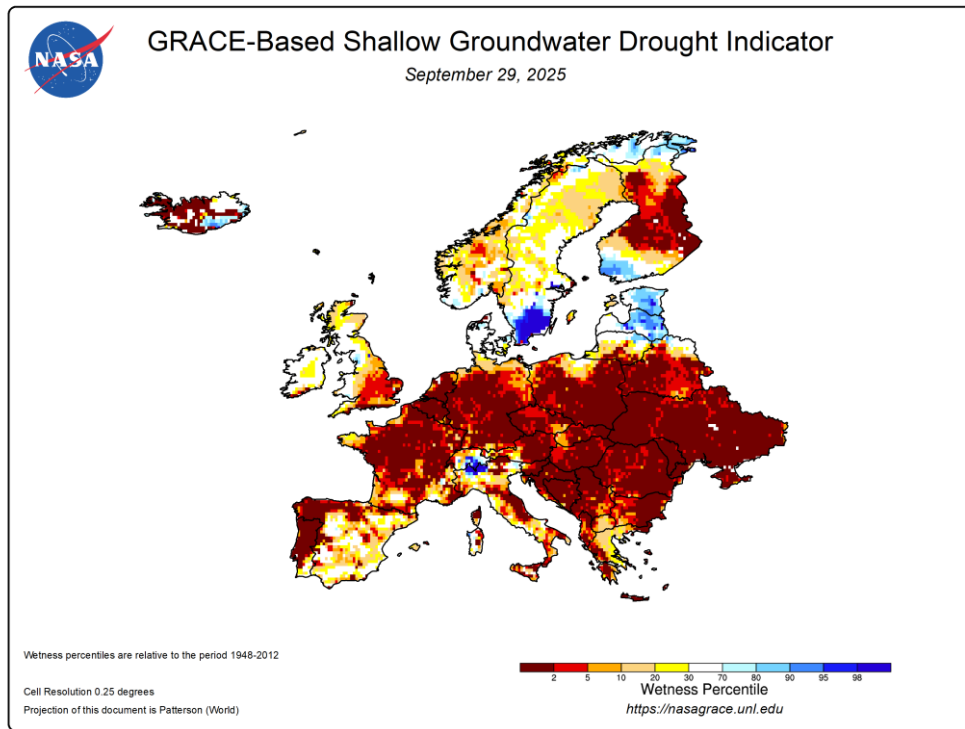 NASA
GRACE-Based Shallow Groundwater Drought Indicator
September 29, 2025
Wetness percentiles are relative to the period 1948-2012
Cell Resolution 0.25 degrees
Projection of this document is Patterson (World)
2 5 10 20 30 70 80 90 95 98
Wetness Percentile
https://nasagrace.unl.edu